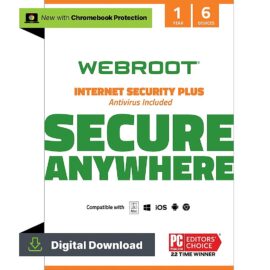 New with Chromebook Protection
1 YEAR
6 DEVICES
WEBROOT®
INTERNET SECURITY PLUS
Antivirus Included
SECURE
ANYWHERE
Compatible with
iOS
Digital Download
PC
EDITORS'
CHOICE
22 TIME WINNER